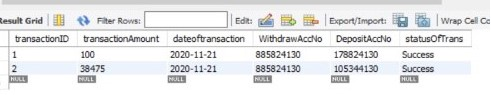 Result Grid Filter Rows: Edit: Export/Import: Wrap Cell Co
transactionID transactionAmount dateoftransaction WithdrawAccNo DepositAccNo statusOfTrans
1 100 2020-11-21 885824130 178824130 Success
2 38475 2020-11-21 885824130 105344130 Success
NULL NULL NULL NULL NULL NULL